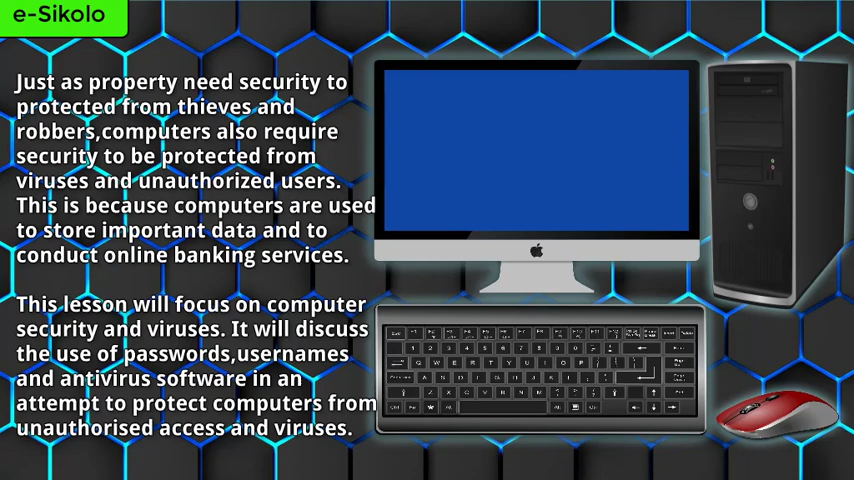 e-Sikolo
Just as property need security to
protected from thieves and
robbers,computers also require
security to be protected from
viruses and unauthorized users.
This is because computers are used
to store important data and to
conduct online banking services.
This lesson will focus on computer
security and viruses. It will discuss
the use of passwords,usernames
and antivirus software in an
attempt to protect computers from
unauthorised access and viruses.